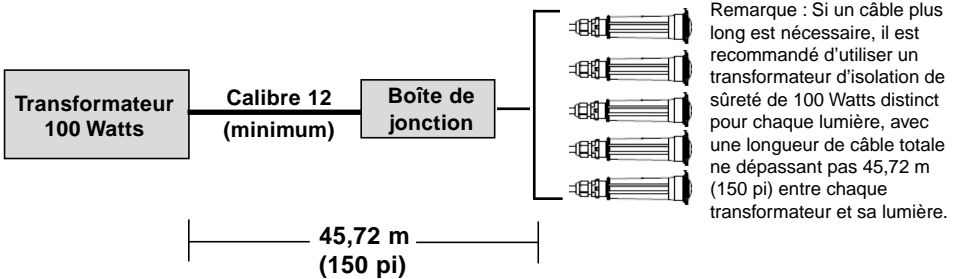 Transformateur
100 Watts
Calibre 12
(minimum)
Boîte de
jonction
45,72 m
(150 pi)
Remarque : Si un câble plus
long est nécessaire, il est
recommandé d’utiliser un
transformateur d’isolation de
sûreté de 100 Watts distinct
pour chaque lumière, avec
une longueur de câble totale
ne dépassant pas 45,72 m
(150 pi) entre chaque
transformateur et sa lumière.